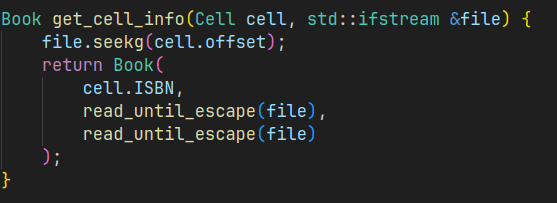 Book get_cell_info(Cell cell, std::ifstream &file) {
    file.seekg(cell.offset);
    return Book(
        cell.ISBN,
        read_until_escape(file),
        read_until_escape(file)
    );
}